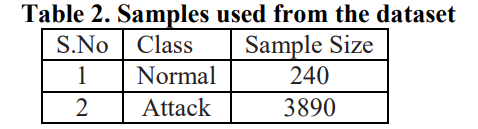 Table 2. Samples used from the dataset
S.No Class Sample Size
1 Normal 240
2 Attack 3890